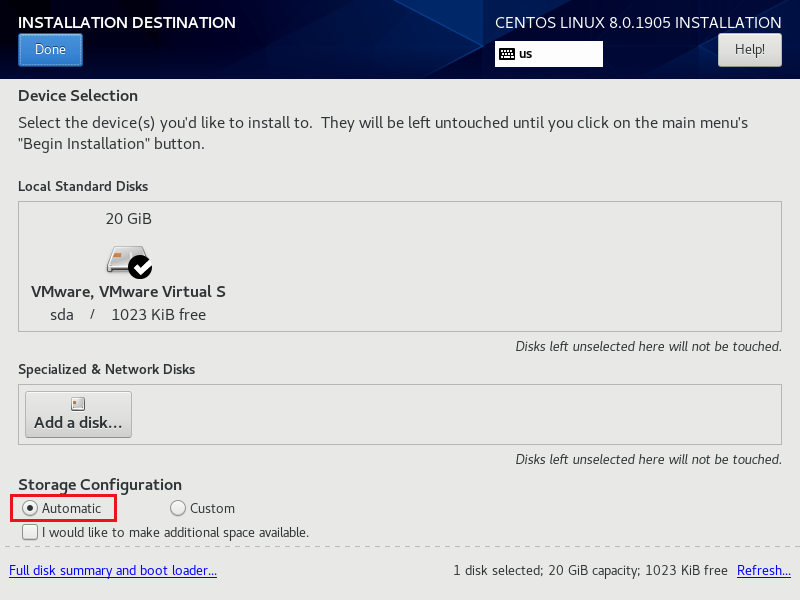 INSTALLATION DESTINATION
CENTOS LINUX 8.0.1905 INSTALLATION
Done
us
Help!
Device Selection
Select the device(s) you'd like to install to.  They will be left untouched until you click on the main menu's
"Begin Installation" button.
Local Standard Disks
20 GiB
VMware, VMware Virtual S
sda / 1023 KiB free
Disks left unselected here will not be touched.
Specialized & Network Disks
Add a disk...
Disks left unselected here will not be touched.
Storage Configuration
Automatic
Custom
I would like to make additional space available.
Full disk summary and boot loader...
1 disk selected; 20 GiB capacity; 1023 KiB free
Refresh...